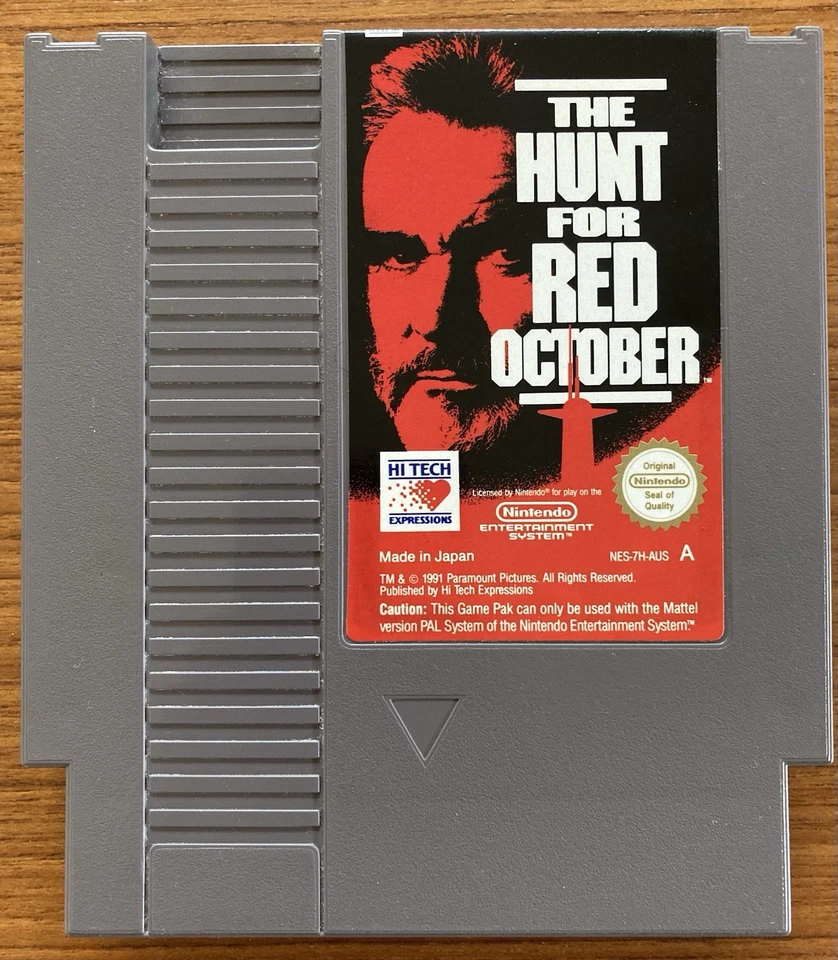 THE
HUNT
FOR
RED
OCTOBER™
HI TECH
EXPRESSIONS
Licensed by Nintendo® for play on the
Nintendo
ENTERTAINMENT
SYSTEM™
Original
Nintendo
Seal of
Quality
Made in Japan
NES-7H-AUS A
TM & © 1991 Paramount Pictures. All Rights Reserved.
Published by Hi Tech Expressions
Caution: This Game Pak can only be used with the Mattel
version PAL System of the Nintendo Entertainment System.™